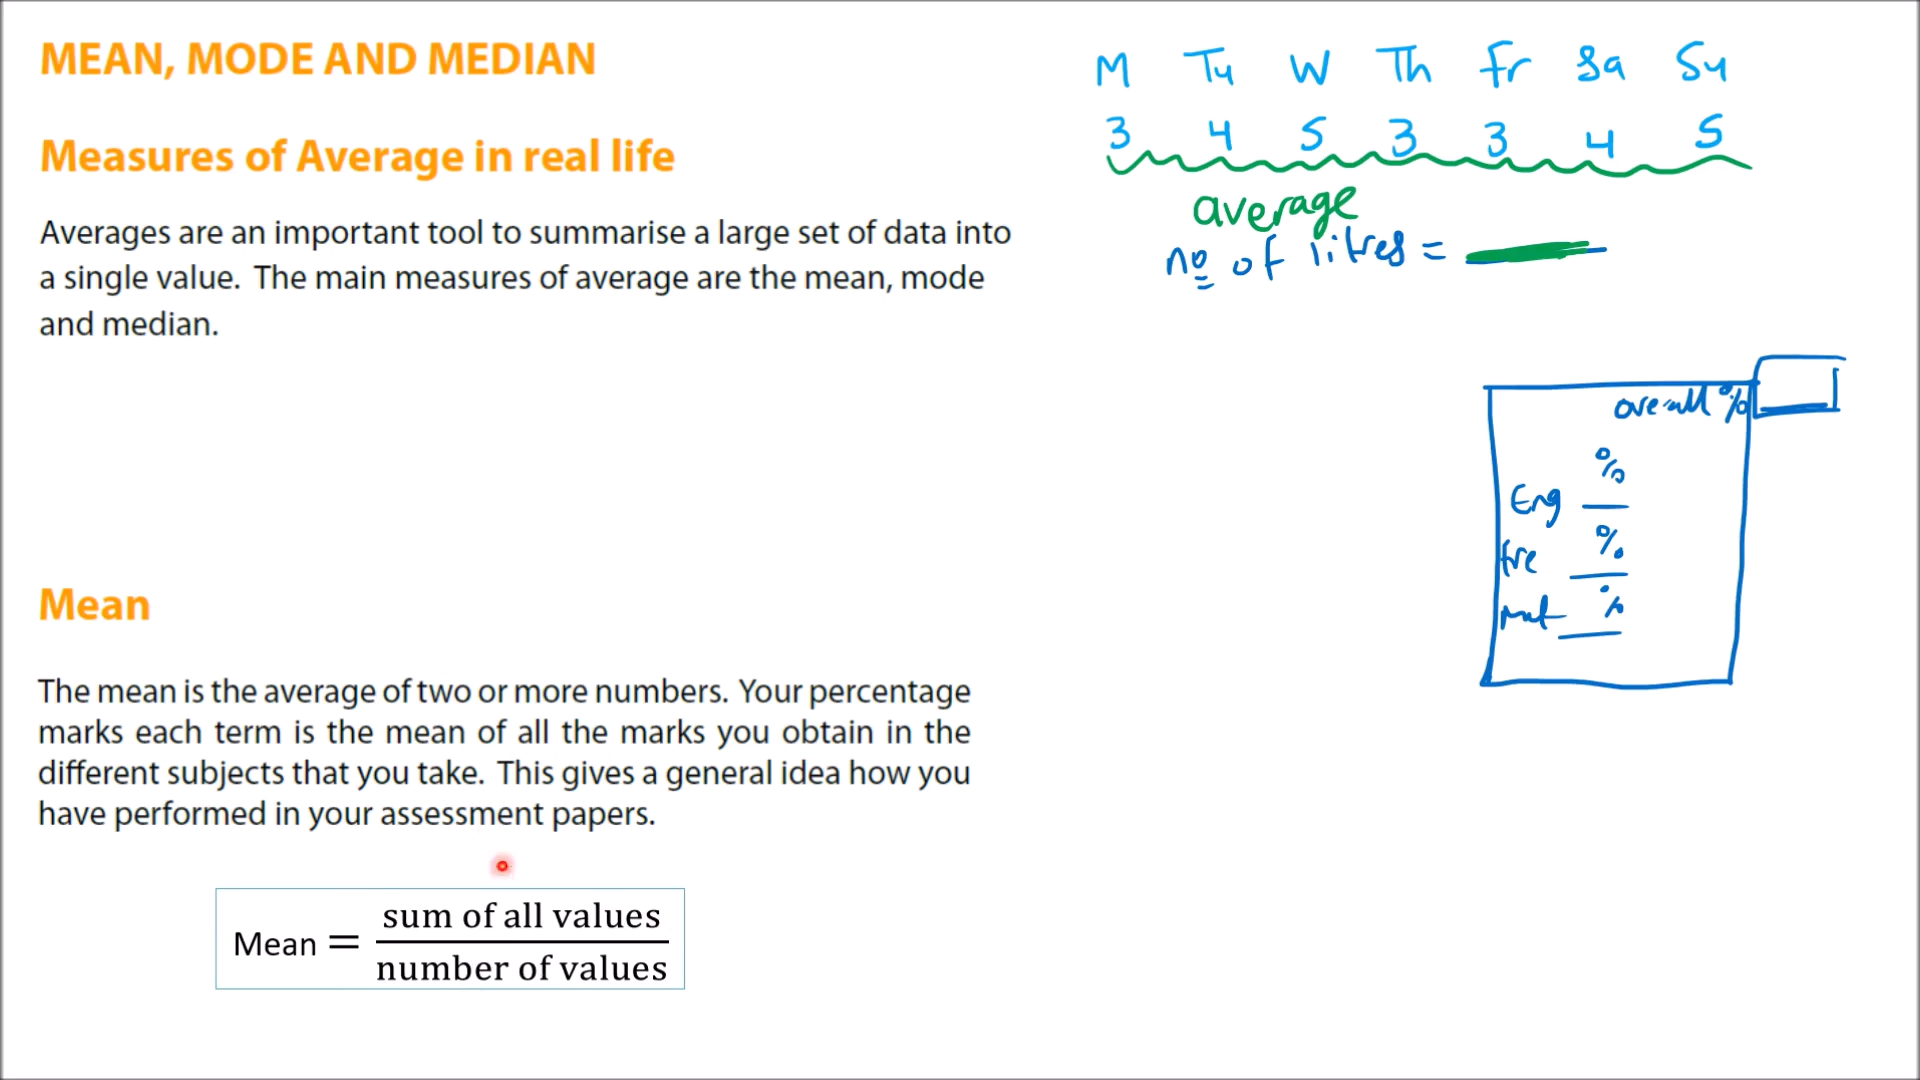 MEAN, MODE AND MEDIAN
Measures of Average in real life
Averages are an important tool to summarise a large set of data into
a single value. The main measures of average are the mean, mode
and median.
Mean
The mean is the average of two or more numbers. Your percentage
marks each term is the mean of all the marks you obtain in the
different subjects that you take. This gives a general idea how you
have performed in your assessment papers.
Mean = sum of all values
number of values
M Tu W Th Fr Sa Su
3 4 5 3 3 4 5
average
no of litres =
overall %
%
Eng
%
fre
%
mat